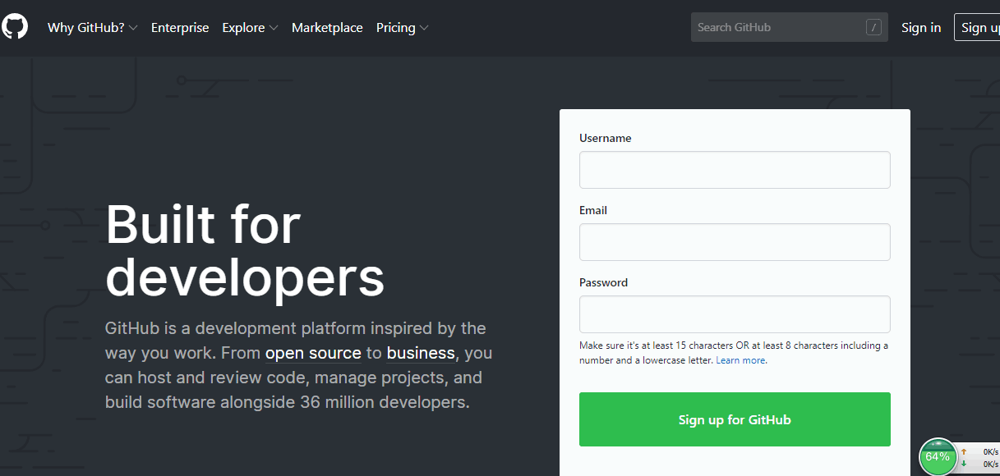 Why GitHub? Enterprise Explore Marketplace Pricing Search GitHub / Sign in Sign up
Username
Email
Built for
developers
Password
GitHub is a development platform inspired by the
way you work. From open source to business, you
can host and review code, manage projects, and
build software alongside 36 million developers.
Make sure it's at least 15 characters OR at least 8 characters including a
number and a lowercase letter. Learn more.
Sign up for GitHub
64%
0K/s
0K/s